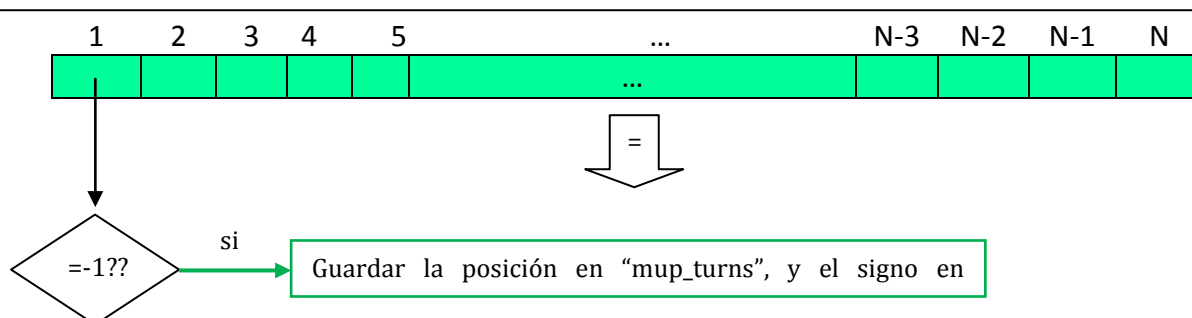 1 2 3 4 5 ... N-3 N-2 N-1 N
...
=
si
=-1??
Guardar la posición en “mup_turns”, y el signo en